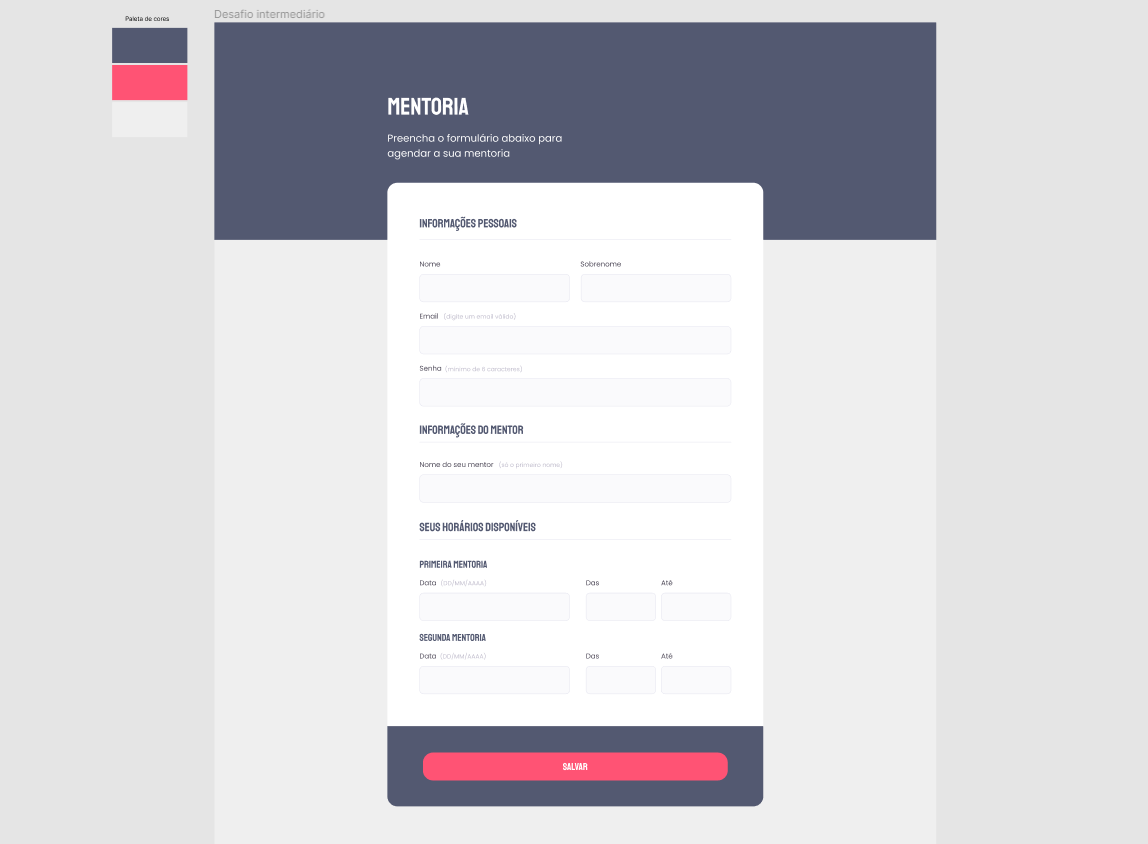 Paleta de cores
Desafio intermediário
MENTORIA
Preencha o formulário abaixo para
agendar a sua mentoria
INFORMAÇÕES PESSOAIS
Nome
Sobrenome
Email (digite um email válido)
Senha (mínimo de 8 caracteres)
INFORMAÇÕES DO MENTOR
Nome do seu mentor (só o primeiro nome)
SEUS HORÁRIOS DISPONÍVEIS
PRIMEIRA MENTORIA
Data (DD/MM/AAAA)
Das
Até
SEGUNDA MENTORIA
Data (DD/MM/AAAA)
Das
Até
SALVAR